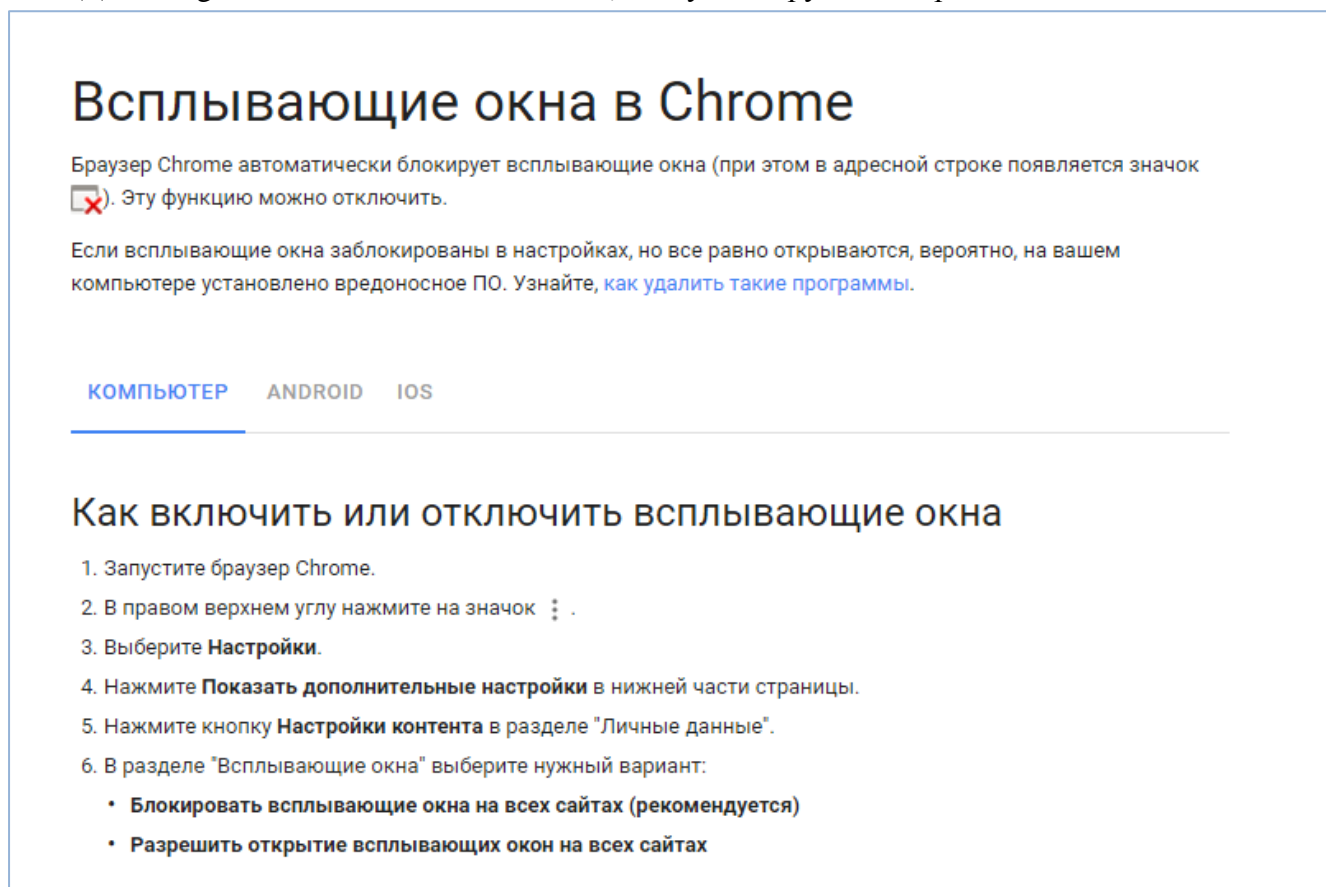 Всплывающие окна в Chrome
Браузер Chrome автоматически блокирует всплывающие окна (при этом в адресной строке появляется значок
). Эту функцию можно отключить.
Если всплывающие окна заблокированы в настройках, но все равно открываются, вероятно, на вашем
компьютере установлено вредоносное ПО. Узнайте, как удалить такие программы.
КОМПЬЮТЕР ANDROID IOS
Как включить или отключить всплывающие окна
1. Запустите браузер Chrome.
2. В правом верхнем углу нажмите на значок ⋮ .
3. Выберите Настройки.
4. Нажмите Показать дополнительные настройки в нижней части страницы.
5. Нажмите кнопку Настройки контента в разделе "Личные данные".
6. В разделе "Всплывающие окна" выберите нужный вариант:
• Блокировать всплывающие окна на всех сайтах (рекомендуется)
• Разрешить открытие всплывающих окон на всех сайтах